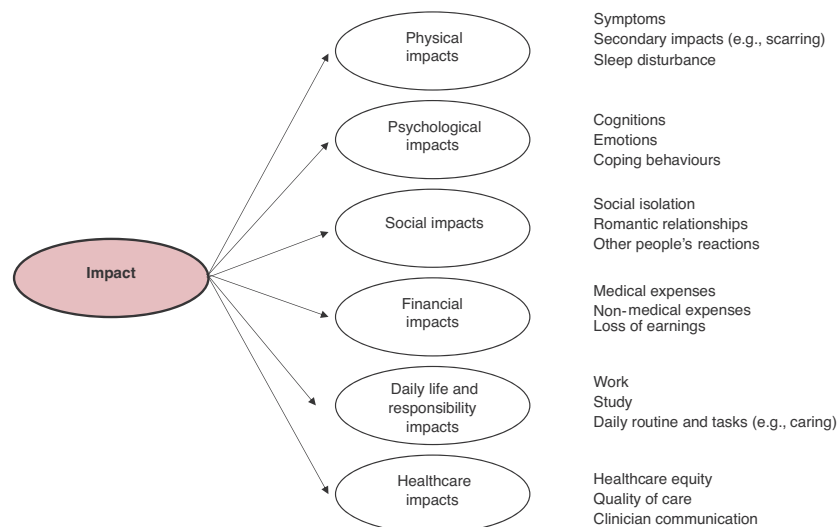 Impact
Physical
impacts
Symptoms
Secondary impacts (e.g., scarring)
Sleep disturbance
Psychological
impacts
Cognitions
Emotions
Coping behaviours
Social impacts
Social isolation
Romantic relationships
Other people's reactions
Financial
impacts
Medical expenses
Non-medical expenses
Loss of earnings
Daily life and
responsibility
impacts
Work
Study
Daily routine and tasks (e.g., caring)
Healthcare
impacts
Healthcare equity
Quality of care
Clinician communication